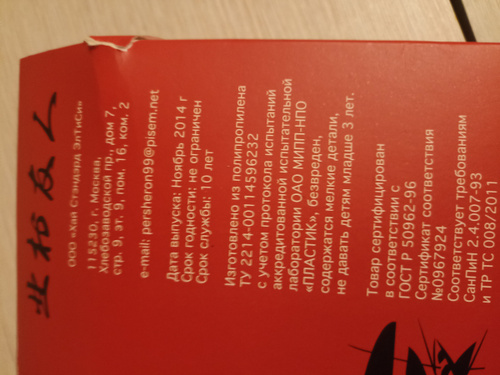 ООО «Хай Стандард ЭлТиСи»
115230, г. Москва,
Хлебозаводской пр., дом 7,
стр. 9, эт. 9, пом. 16, ком. 2
e-mail: persheron99@pisem.net
Дата выпуска: Ноябрь 2014 г
Срок годности: не ограничен
Срок службы: 10 лет
Изготовлено из полипропилена
ТУ 2214-00114596232
с учетом протокола испытаний
аккредитованной испытательной
лаборатории ОАО МИПП-НПО
«ПЛАСТИК», безвреден,
содержатся мелкие детали,
не давать детям младше 3 лет.
Товар сертифицирован
в соответствии с
ГОСТ Р 50962-96
Сертификат соответствия
№0967924
Соответствует требованиям
СанПиН 2.4.007-93
и ТР ТС 008/2011